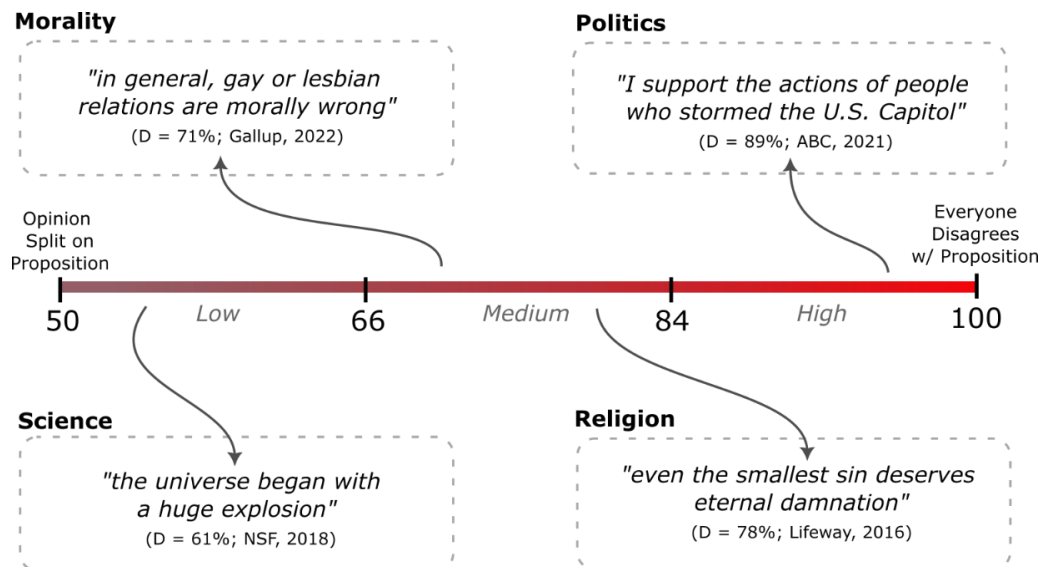 Morality
"in general, gay or lesbian
relations are morally wrong"
(D = 71%; Gallup, 2022)
Politics
"I support the actions of people
who stormed the U.S. Capitol"
(D = 89%; ABC, 2021)
Opinion
Split on
Proposition
Everyone
Disagrees
w/ Proposition
50
Low
66
Medium
84
High
100
Science
"the universe began with
a huge explosion"
(D = 61%; NSF, 2018)
Religion
"even the smallest sin deserves
eternal damnation"
(D = 78%; Lifeway, 2016)